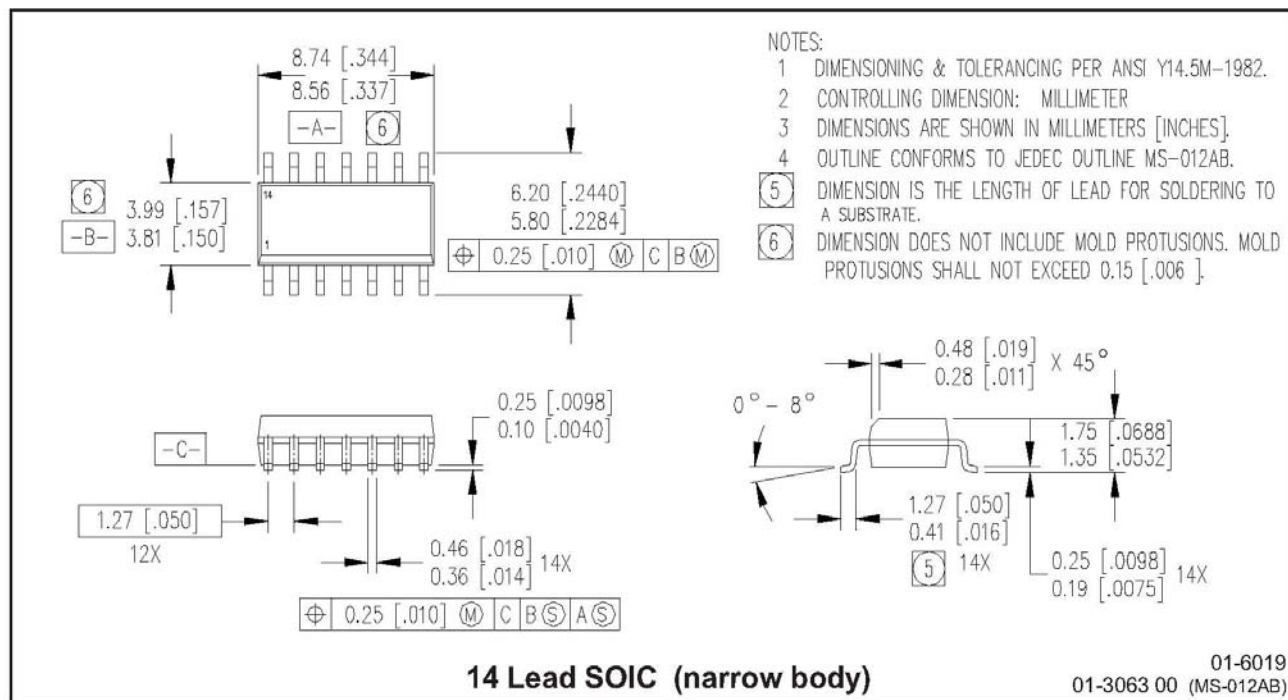 8.74 [.344]
8.56 [.337]
-A- 6
14
1
6
3.99 [.157]
-B- 3.81 [.150]
6.20 [.2440]
5.80 [.2284]
⌖ 0.25 [.010] Ⓜ C B Ⓜ
NOTES:
1 DIMENSIONING & TOLERANCING PER ANSI Y14.5M-1982.
2 CONTROLLING DIMENSION: MILLIMETER
3 DIMENSIONS ARE SHOWN IN MILLIMETERS [INCHES].
4 OUTLINE CONFORMS TO JEDEC OUTLINE MS-012AB.
5 DIMENSION IS THE LENGTH OF LEAD FOR SOLDERING TO
A SUBSTRATE.
6 DIMENSION DOES NOT INCLUDE MOLD PROTUSIONS. MOLD
PROTUSIONS SHALL NOT EXCEED 0.15 [.006 ].
-C-
0.25 [.0098]
0.10 [.0040]
1.27 [.050]
12X
0.46 [.018]
0.36 [.014] 14X
⌖ 0.25 [.010] Ⓜ C B Ⓢ A Ⓢ
0.48 [.019]
0.28 [.011] X 45°
0° - 8°
1.75 [.0688]
1.35 [.0532]
1.27 [.050]
0.41 [.016]
5 14X
0.25 [.0098]
0.19 [.0075] 14X
14 Lead SOIC (narrow body)
01-6019
01-3063 00 (MS-012AB)